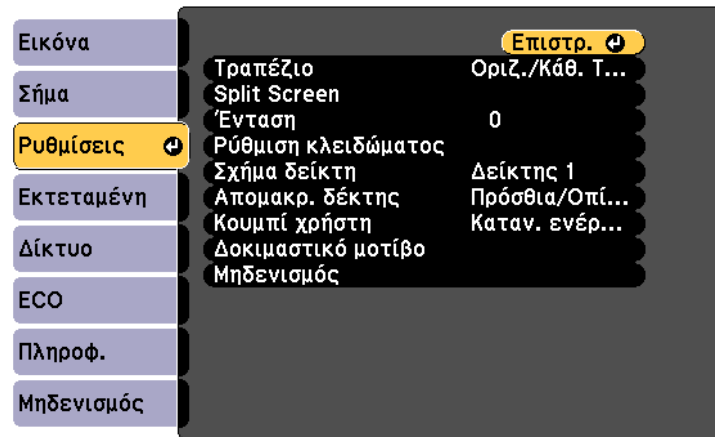 Εικόνα
Σήμα
Ρυθμίσεις
Εκτεταμένη
Δίκτυο
ECO
Πληροφ.
Μηδενισμός
Επιστρ.
Τραπέζιο Οριζ./Κάθ. Τ...
Split Screen
Ένταση 0
Ρύθμιση κλειδώματος
Σχήμα δείκτη Δείκτης 1
Απομακρ. δέκτης Πρόσθια/Οπί...
Κουμπί χρήστη Καταν. ενέρ...
Δοκιμαστικό μοτίβο
Μηδενισμός